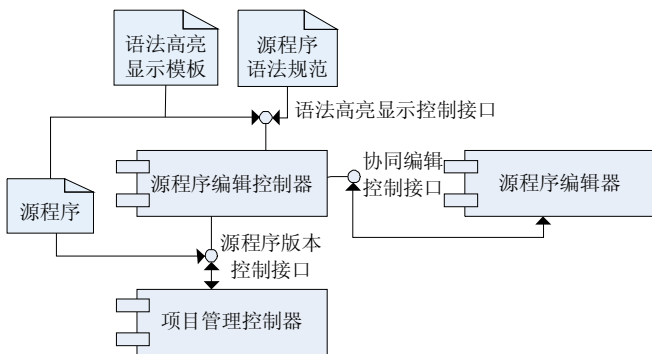 语法高亮
显示模板
源程序
语法规范
语法高亮显示控制接口
源程序编辑控制器
协同编辑
控制接口
源程序编辑器
源程序
源程序版本
控制接口
项目管理控制器